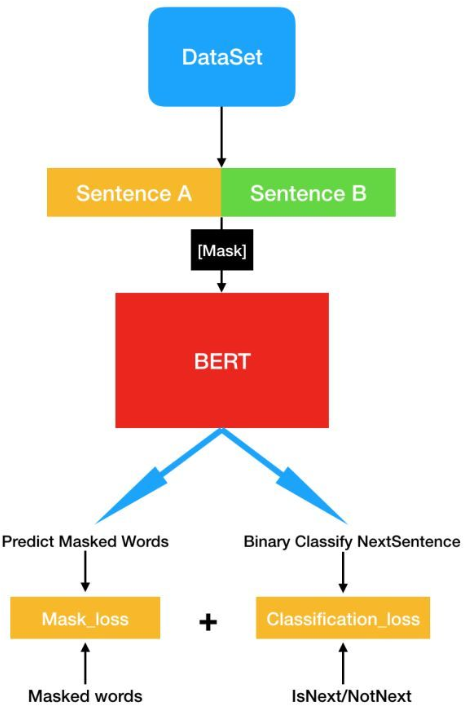 DataSet
Sentence A Sentence B
[Mask]
BERT
Predict Masked Words Binary Classify NextSentence
Mask_loss + Classification_loss
Masked words IsNext/NotNext